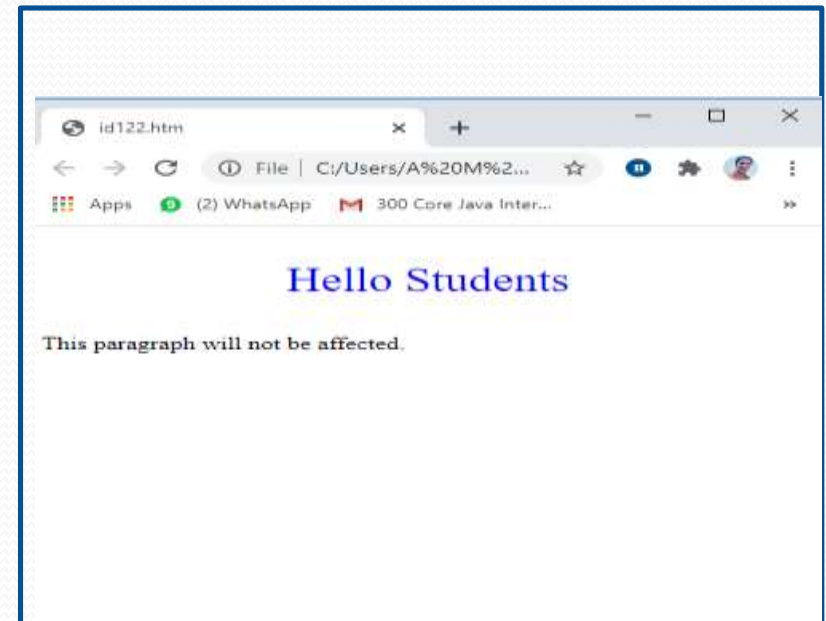 id122.htm
File | C:/Users/A%20M%2...
Apps (2) WhatsApp 300 Core Java Inter...
Hello Students
This paragraph will not be affected.